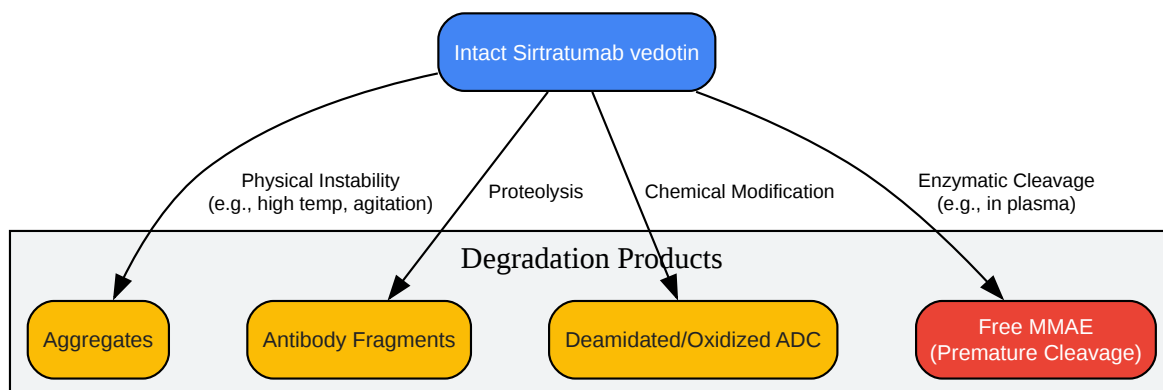 Intact Sirtratumab vedotin
Physical Instability
(e.g., high temp, agitation)
Proteolysis
Chemical Modification
Enzymatic Cleavage
(e.g., in plasma)
Degradation Products
Aggregates
Antibody Fragments
Deamidated/Oxidized ADC
Free MMAE
(Premature Cleavage)